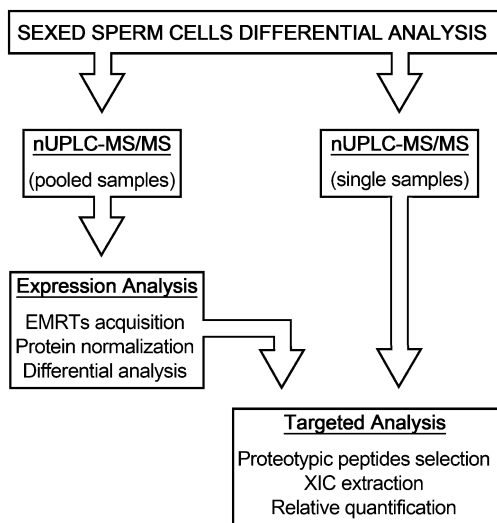 SEXED SPERM CELLS DIFFERENTIAL ANALYSIS
nUPLC-MS/MS
(pooled samples)
nUPLC-MS/MS
(single samples)
Expression Analysis
EMRTs acquisition
Protein normalization
Differential analysis
Targeted Analysis
Proteotypic peptides selection
XIC extraction
Relative quantification